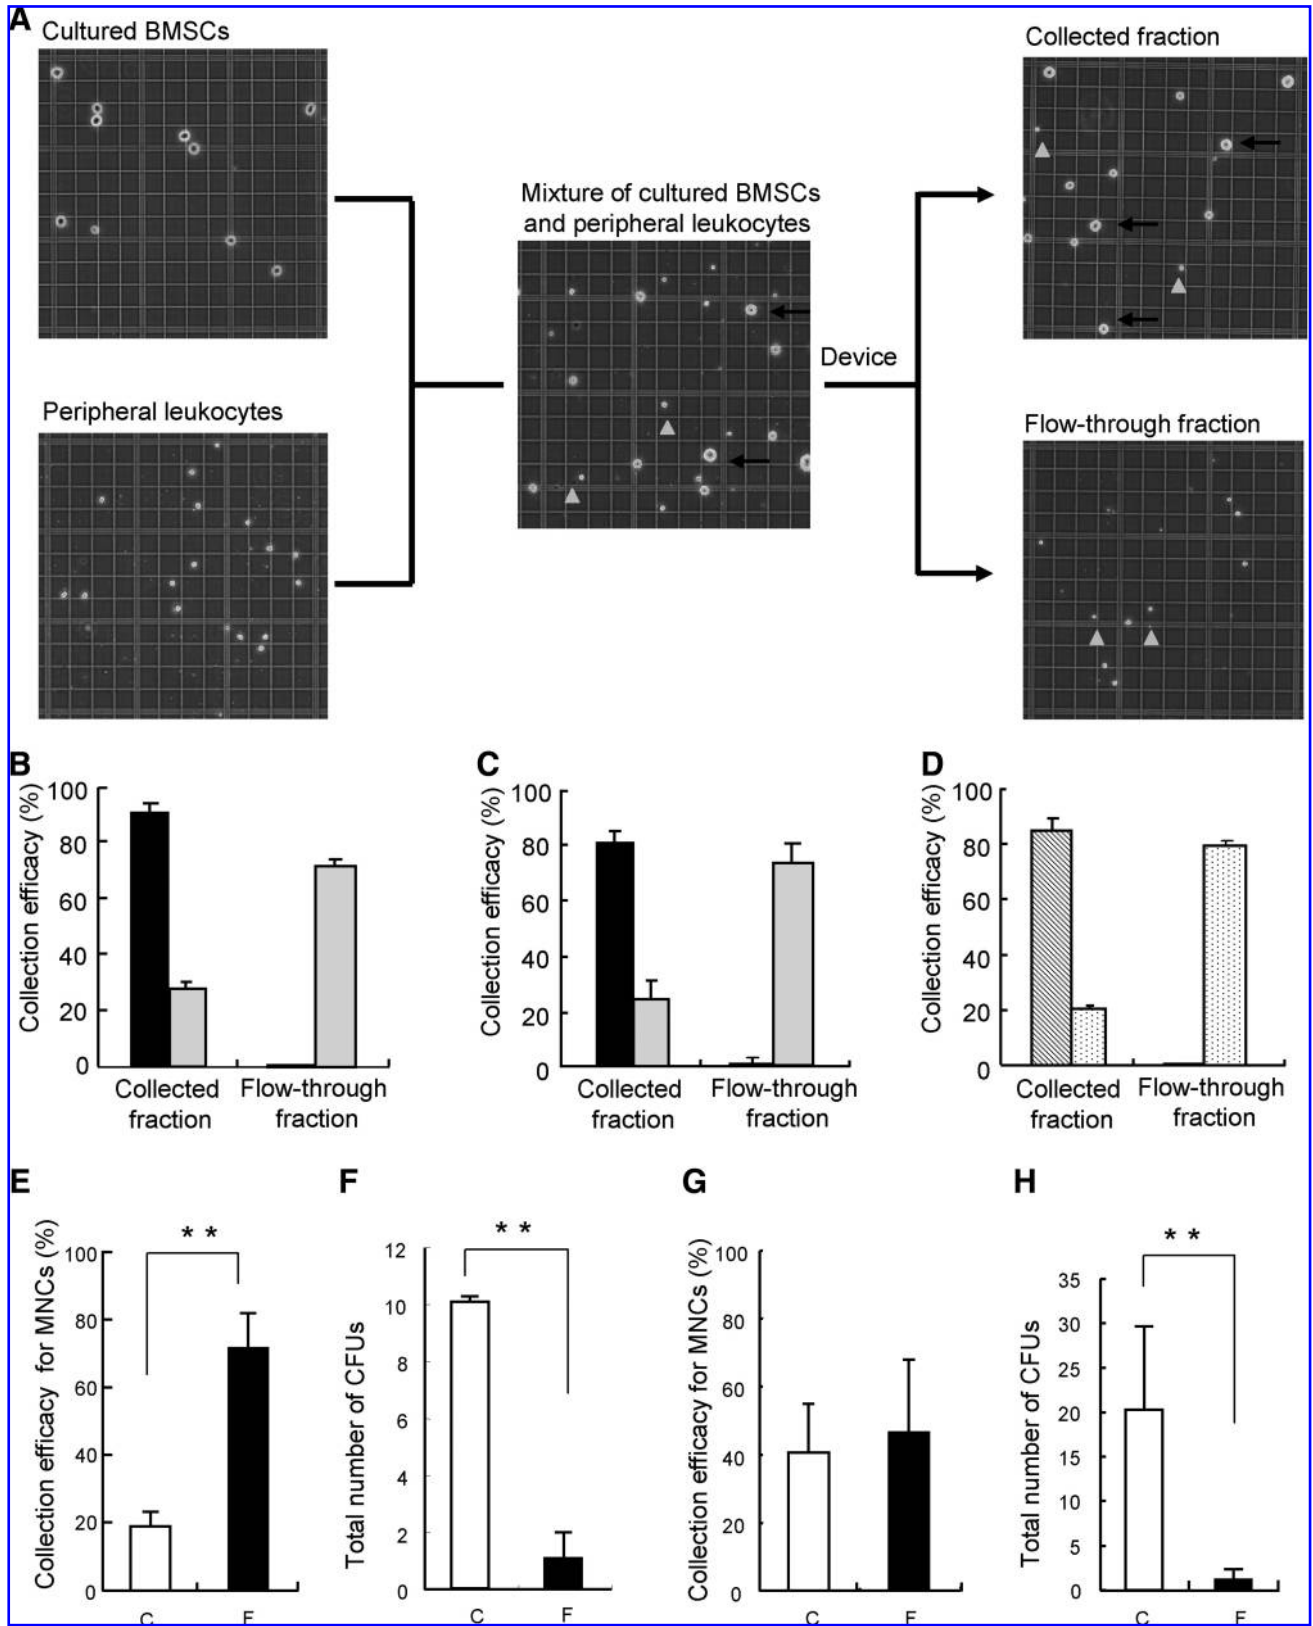 A
Cultured BMSCs
Collected fraction
Mixture of cultured BMSCs
and peripheral leukocytes
Device
Peripheral leukocytes
Flow-through fraction
B
Collection efficacy (%)
100
80
60
40
20
0
Collected
fraction
Flow-through
fraction
C
Collection efficacy (%)
100
80
60
40
20
0
Collected
fraction
Flow-through
fraction
D
Collection efficacy (%)
100
80
60
40
20
0
Collected
fraction
Flow-through
fraction
E
Collection efficacy for MNCs (%)
100
80
60
40
20
0
* *
C
F
F
Total number of CFUs
12
10
8
6
4
2
0
* *
C
F
G
Collection efficacy for MNCs (%)
100
80
60
40
20
0
C
F
H
Total number of CFUs
35
30
25
20
15
10
5
0
* *
C
F